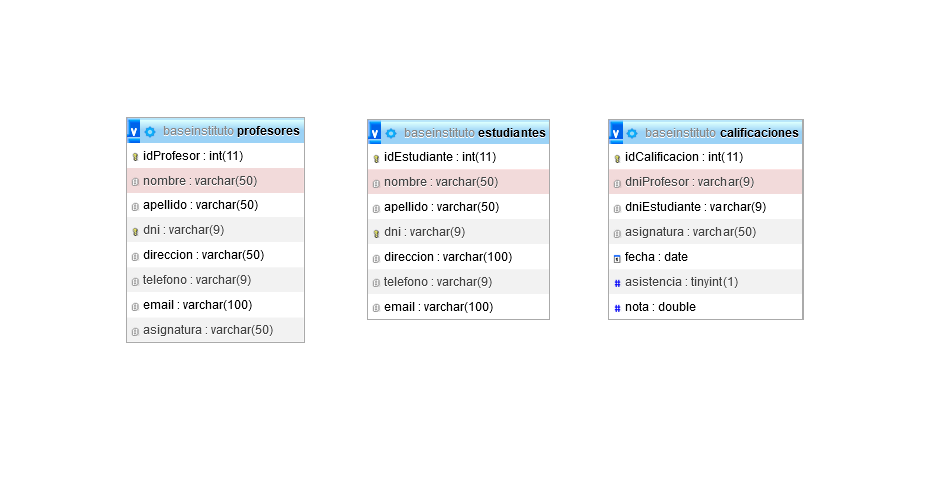 baseinstituto profesores
idProfesor : int(11)
nombre : varchar(50)
apellido : varchar(50)
dni : varchar(9)
direccion : varchar(50)
telefono : varchar(9)
email : varchar(100)
asignatura : varchar(50)
baseinstituto estudiantes
idEstudiante : int(11)
nombre : varchar(50)
apellido : varchar(50)
dni : varchar(9)
direccion : varchar(100)
telefono : varchar(9)
email : varchar(100)
baseinstituto calificaciones
idCalificacion : int(11)
dniProfesor : varchar(9)
dniEstudiante : varchar(9)
asignatura : varchar(50)
fecha : date
asistencia : tinyint(1)
nota : double